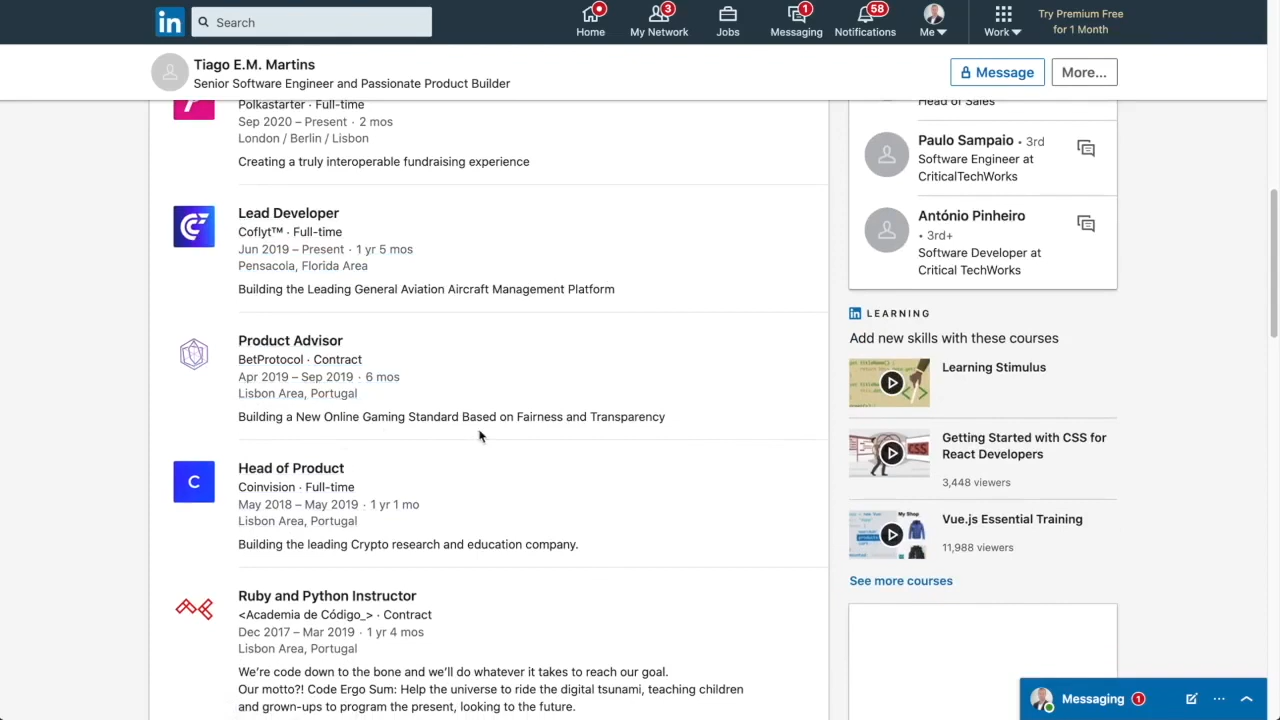 in
Search
Home
3
My Network
Jobs
1
Messaging
58
Notifications
Me
Work
Try Premium Free
for 1 Month
Tiago E.M. Martins
Senior Software Engineer and Passionate Product Builder
Message
More...
Polkastarter · Full-time
Sep 2020 – Present · 2 mos
London / Berlin / Lisbon
Creating a truly interoperable fundraising experience
Lead Developer
Coflyt™ · Full-time
Jun 2019 – Present · 1 yr 5 mos
Pensacola, Florida Area
Building the Leading General Aviation Aircraft Management Platform
Product Advisor
BetProtocol · Contract
Apr 2019 – Sep 2019 · 6 mos
Lisbon Area, Portugal
Building a New Online Gaming Standard Based on Fairness and Transparency
C
Head of Product
Coinvision · Full-time
May 2018 – May 2019 · 1 yr 1 mo
Lisbon Area, Portugal
Building the leading Crypto research and education company.
Ruby and Python Instructor
<Academia de Código_> · Contract
Dec 2017 – Mar 2019 · 1 yr 4 mos
Lisbon Area, Portugal
We're code down to the bone and we'll do whatever it takes to reach our goal.
Our motto?! Code Ergo Sum: Help the universe to ride the digital tsunami, teaching children
and grown-ups to program the present, looking to the future.
Head of Sales
Paulo Sampaio • 3rd
Software Engineer at
CriticalTechWorks
António Pinheiro
• 3rd+
Software Developer at
Critical TechWorks
in LEARNING
Add new skills with these courses
Learning Stimulus
Getting Started with CSS for
React Developers
3,448 viewers
Vue.js Essential Training
11,988 viewers
See more courses
Messaging 1